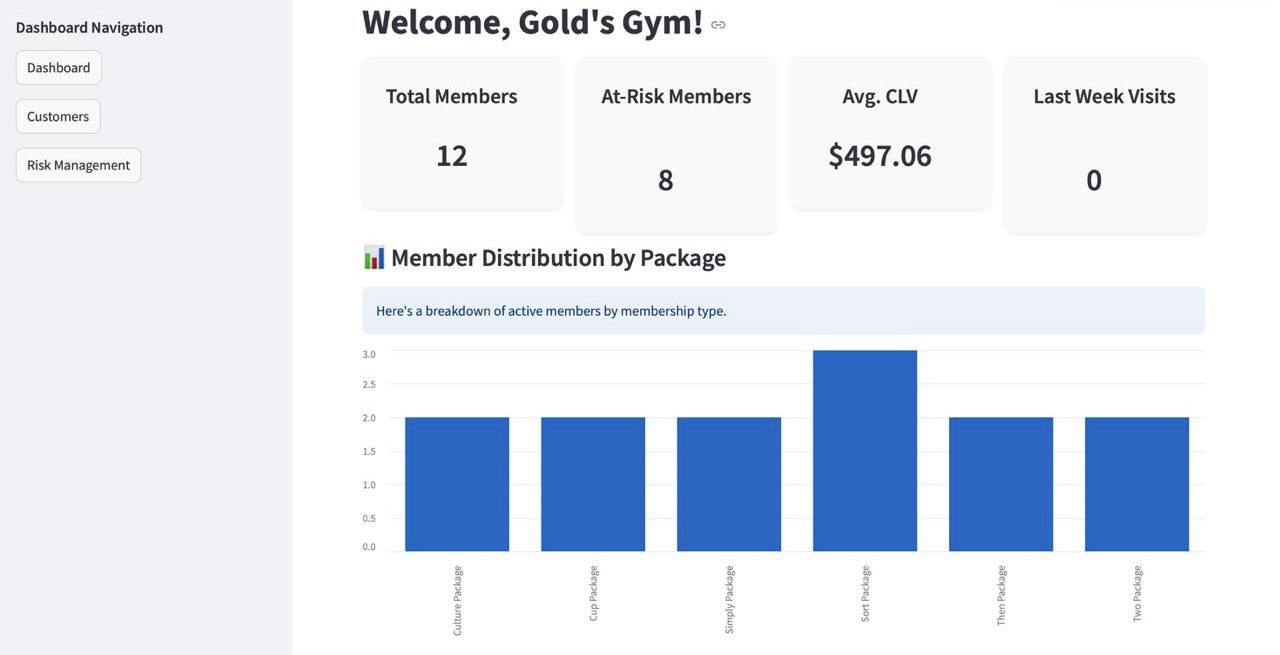 Dashboard Navigation
Dashboard
Customers
Risk Management
Welcome, Gold's Gym!
Total Members
12
At-Risk Members
8
Avg. CLV
$497.06
Last Week Visits
0
Member Distribution by Package
Here's a breakdown of active members by membership type.
3.0
2.5
2.0
1.5
1.0
0.5
0.0
Culture Package
Cup Package
Simply Package
Sort Package
Then Package
Two Package